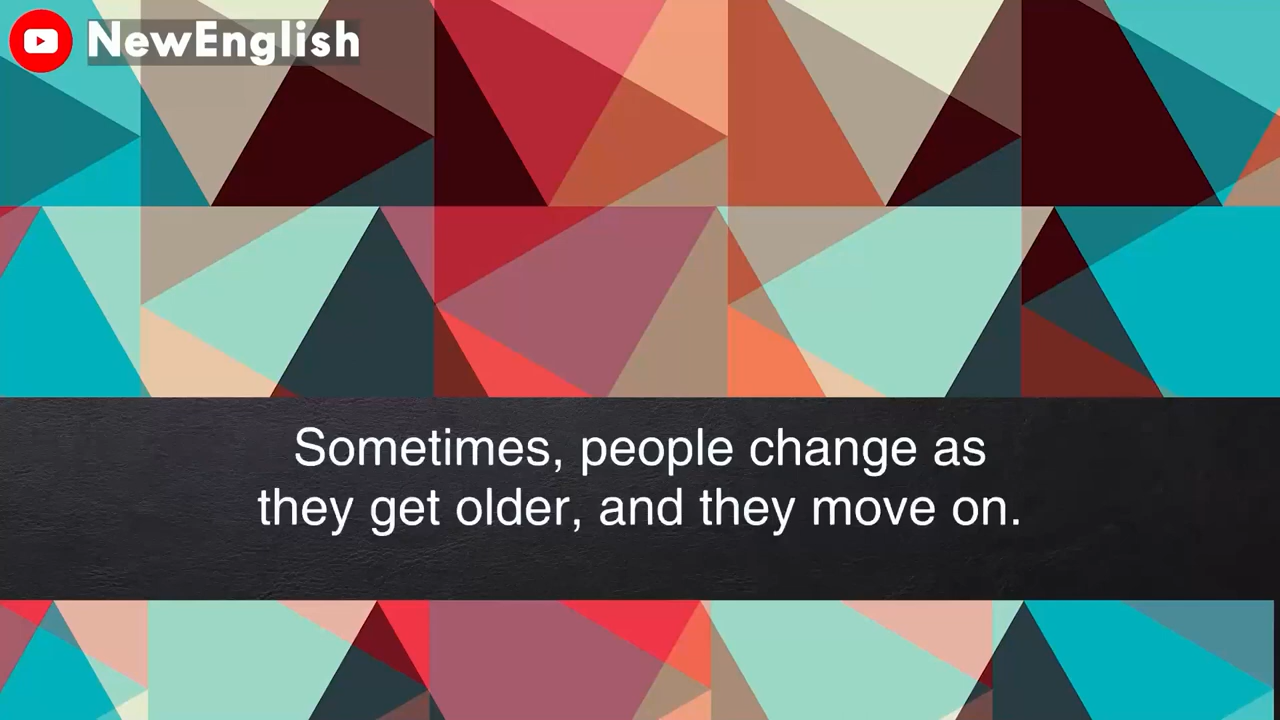 NewEnglish
Sometimes, people change as
they get older, and they move on.